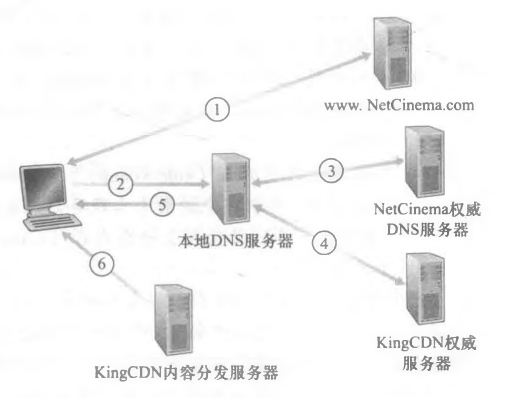 www. NetCinema.com
①
②
③
⑤
NetCinema权威
DNS服务器
本地DNS服务器
④
⑥
KingCDN权威
服务器
KingCDN内容分发服务器